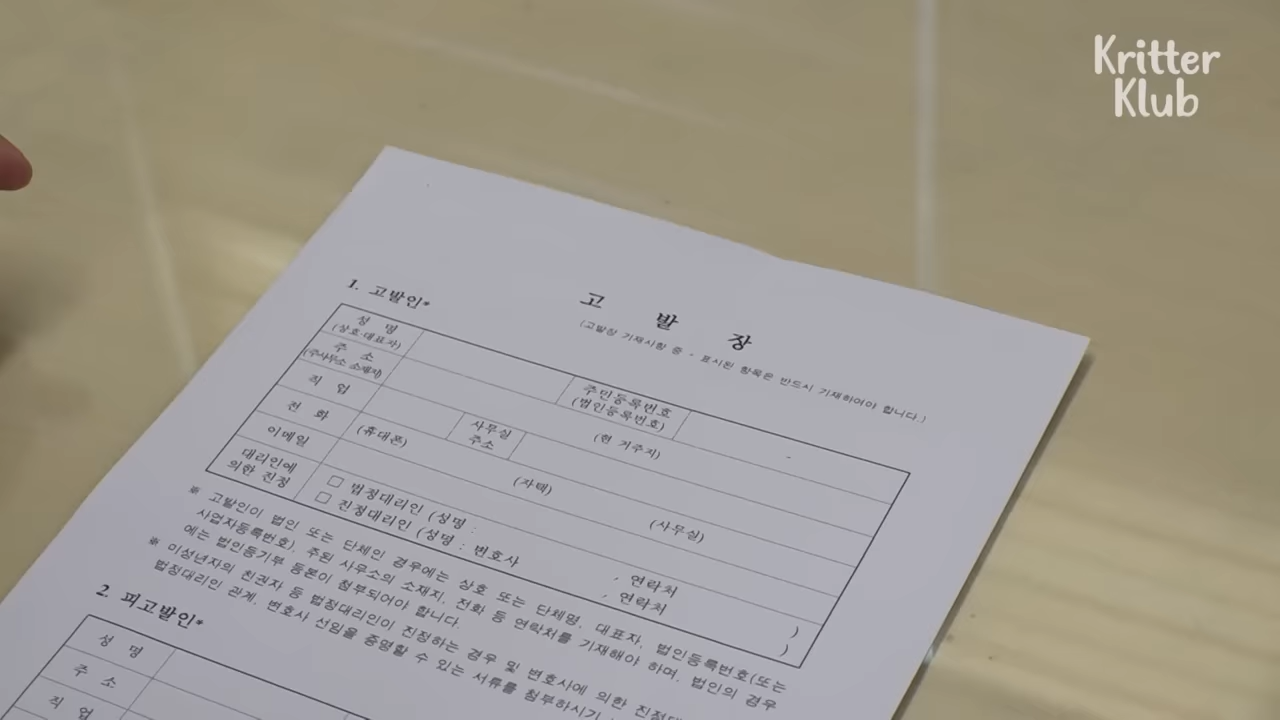 Kritter
Klub
고 발 장
(고발장 기재사항 중 * 표시된 항목은 반드시 기재하여야 합니다.)
1. 고발인*
성 명
(상호·대표자)
주민등록번호
(법인등록번호)
주 소
(주사무소 소재지)
(현 거주지)
직 업
사무실
주소
전 화
(휴대폰)
(자택)
(사무실)
이메일
대리인에
의한 진정
□ 법정대리인 (성명 : , 연락처 )
□ 진정대리인 (성명 : 변호사 , 연락처 )
※ 고발인이 법인 또는 단체인 경우에는 상호 또는 단체명, 대표자, 법인등록번호(또는
사업자등록번호), 주된 사무소의 소재지, 전화 등 연락처를 기재해야 하며, 법인의 경우
에는 법인등기부 등본이 첨부되어야 합니다.
※ 미성년자의 친권자 등 법정대리인이 진정하는 경우 및 변호사에 의한 진정대
법정대리인 관계, 변호사 선임을 증명할 수 있는 서류를 첨부하시기
2. 피고발인*
성 명
주 소
직 업